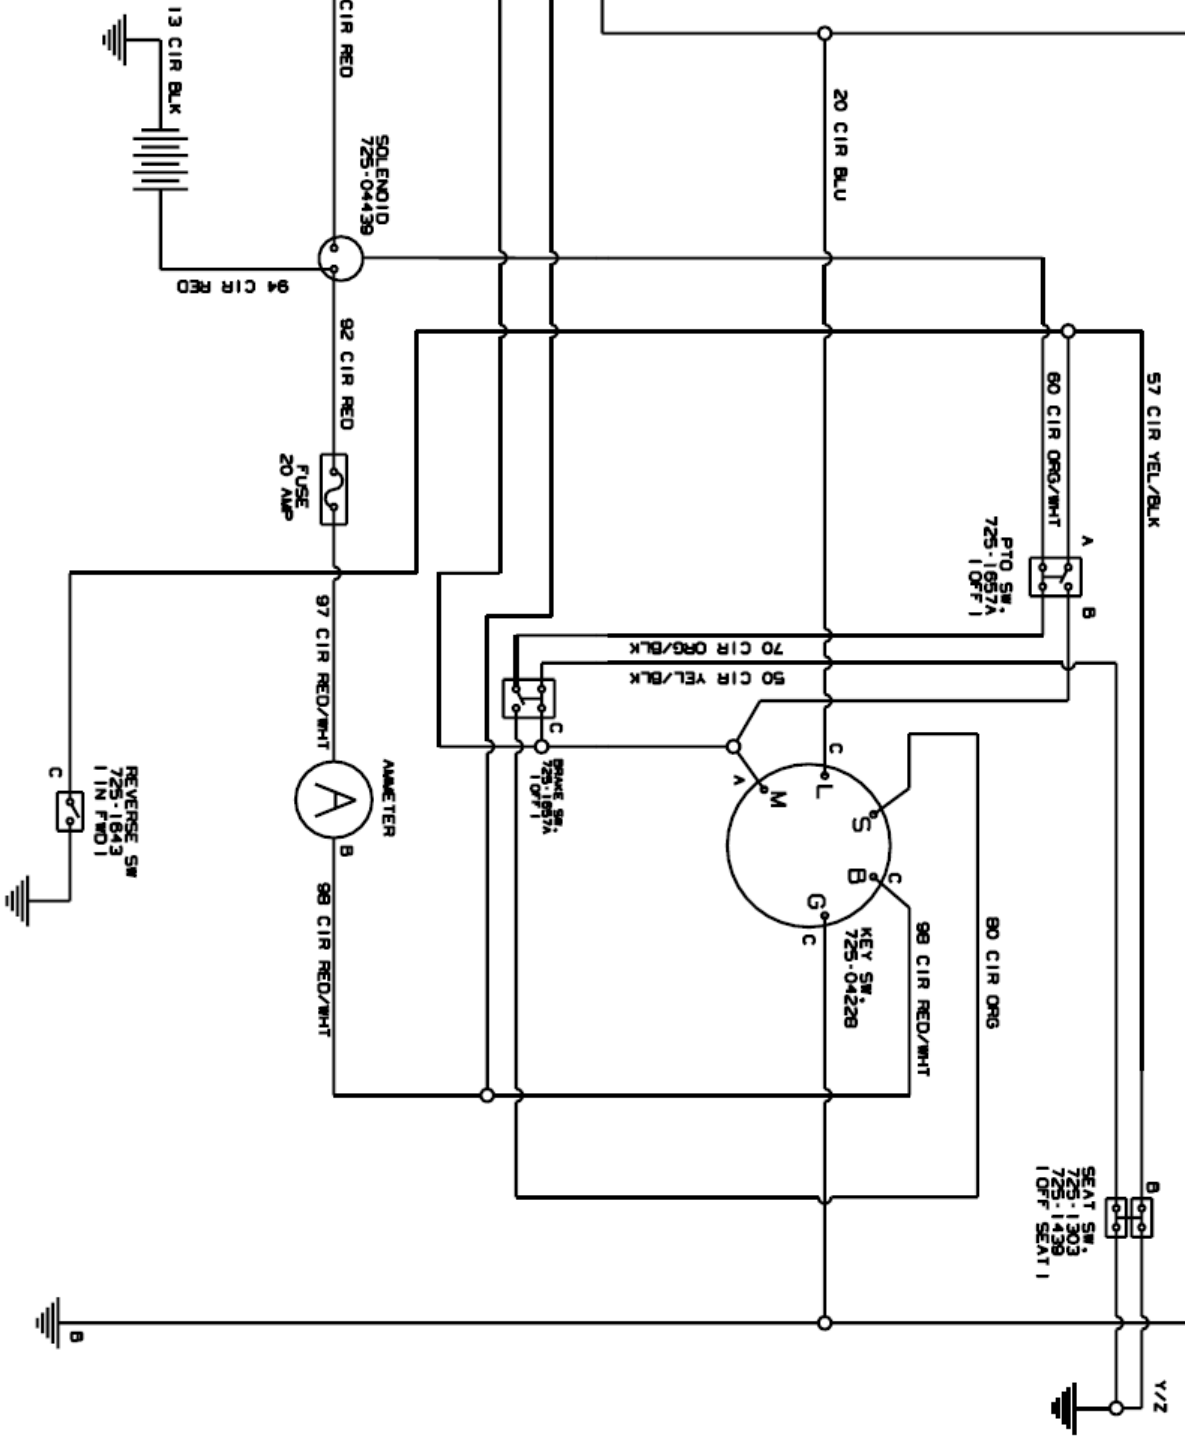 13 CIR BLK
CIR RED
20 CIR BLU
SOLENOID
725-04439
94 CIR RED
92 CIR RED
57 CIR YEL/BLK
60 CIR ORG/WHT
FUSE
20 AMP
A
PTO SW.
725-1657A
(OFF)
B
97 CIR RED/WHT
70 CIR ORG/BLK
50 CIR YEL/BLK
C
BRAKE SW.
725-1657A
(OFF)
C
L
A
M
S
B
C
G
C
KEY SW.
725-04228
AMMETER
A
B
C
REVERSE SW
725-1643
(IN FWD)
98 CIR RED/WHT
98 CIR RED/WHT
80 CIR ORG
SEAT SW.
725-1303
725-1439
(OFF SEAT)
B
B
Y/Z